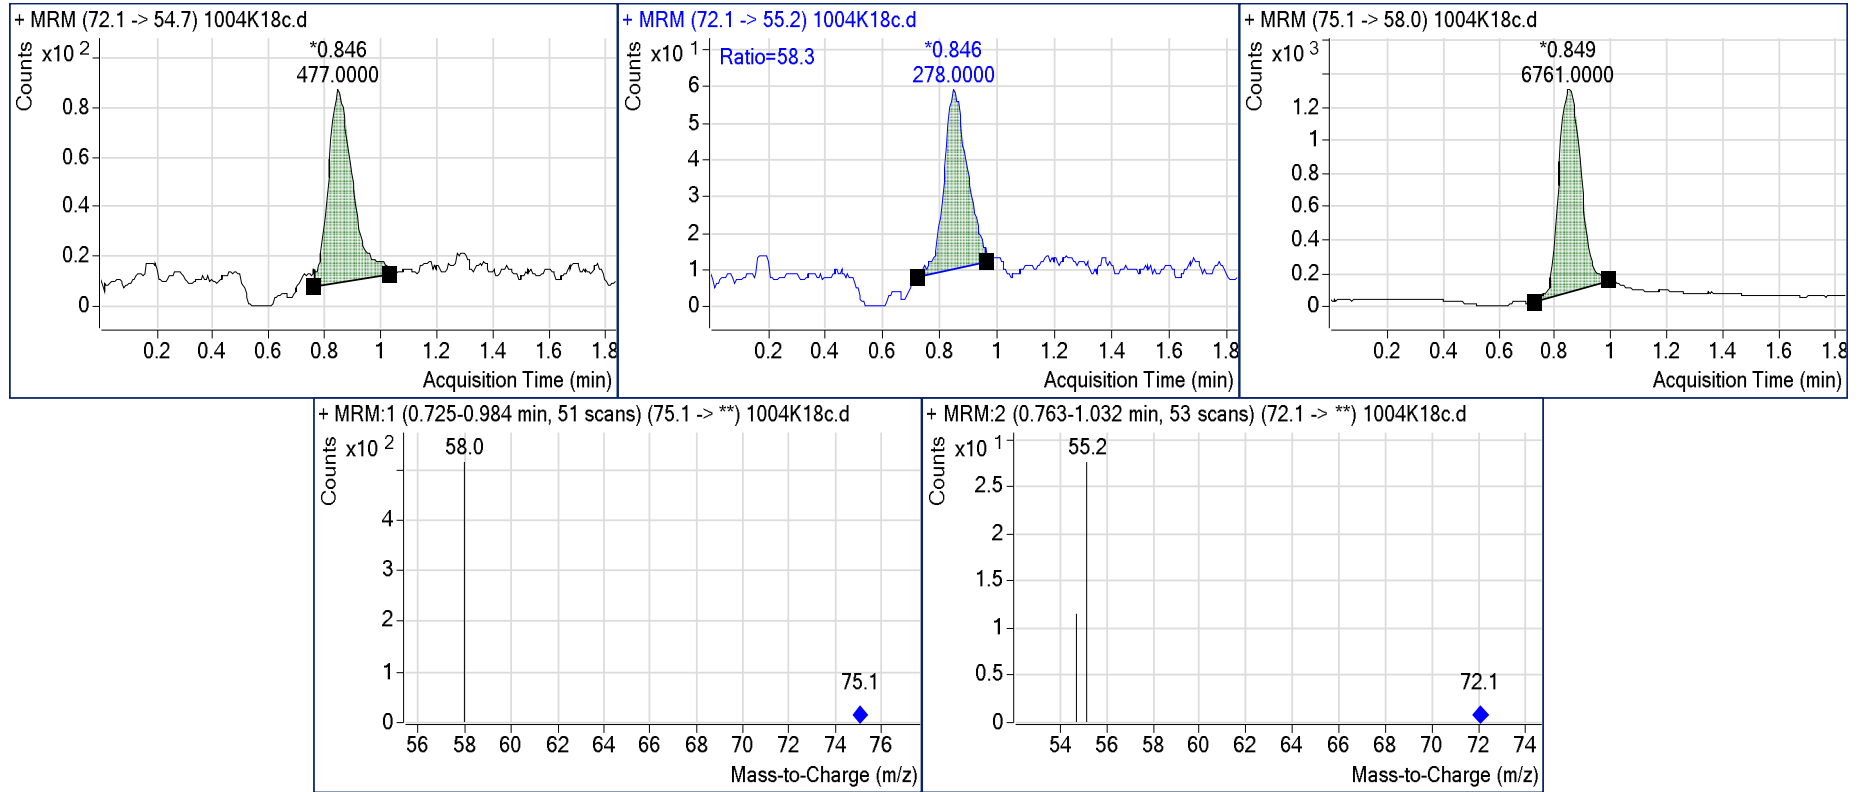 + MRM (72.1 -> 54.7) 1004K18c.d
Counts
x10 2
*0.846
477.0000
0.8
0.6
0.4
0.2
0
0.2 0.4 0.6 0.8 1 1.2 1.4 1.6 1.8
Acquisition Time (min)
+ MRM (72.1 -> 55.2) 1004K18c.d
Counts
x10 1
Ratio=58.3
*0.846
278.0000
6
5
4
3
2
1
0
0.2 0.4 0.6 0.8 1 1.2 1.4 1.6 1.8
Acquisition Time (min)
+ MRM (75.1 -> 58.0) 1004K18c.d
Counts
x10 3
*0.849
6761.0000
1.2
1
0.8
0.6
0.4
0.2
0
0.2 0.4 0.6 0.8 1 1.2 1.4 1.6 1.8
Acquisition Time (min)
+ MRM:1 (0.725-0.984 min, 51 scans) (75.1 -> **) 1004K18c.d
Counts
x10 2
58.0
4
3
2
1
0
75.1
56 58 60 62 64 66 68 70 72 74 76
Mass-to-Charge (m/z)
+ MRM:2 (0.763-1.032 min, 53 scans) (72.1 -> **) 1004K18c.d
Counts
x10 1
55.2
2.5
2
1.5
1
0.5
0
72.1
54 56 58 60 62 64 66 68 70 72 74
Mass-to-Charge (m/z)